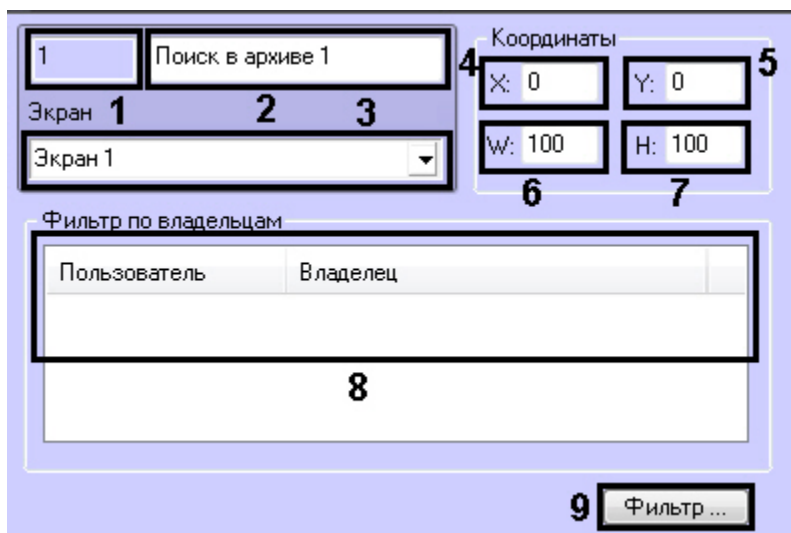 1 Поиск в архиве 1
Экран 1 2 3
Экран 1
Координаты
4 X: 0 Y: 0 5
W: 100 H: 100
6 7
Фильтр по владельцам
Пользователь Владелец
8
9 Фильтр ...